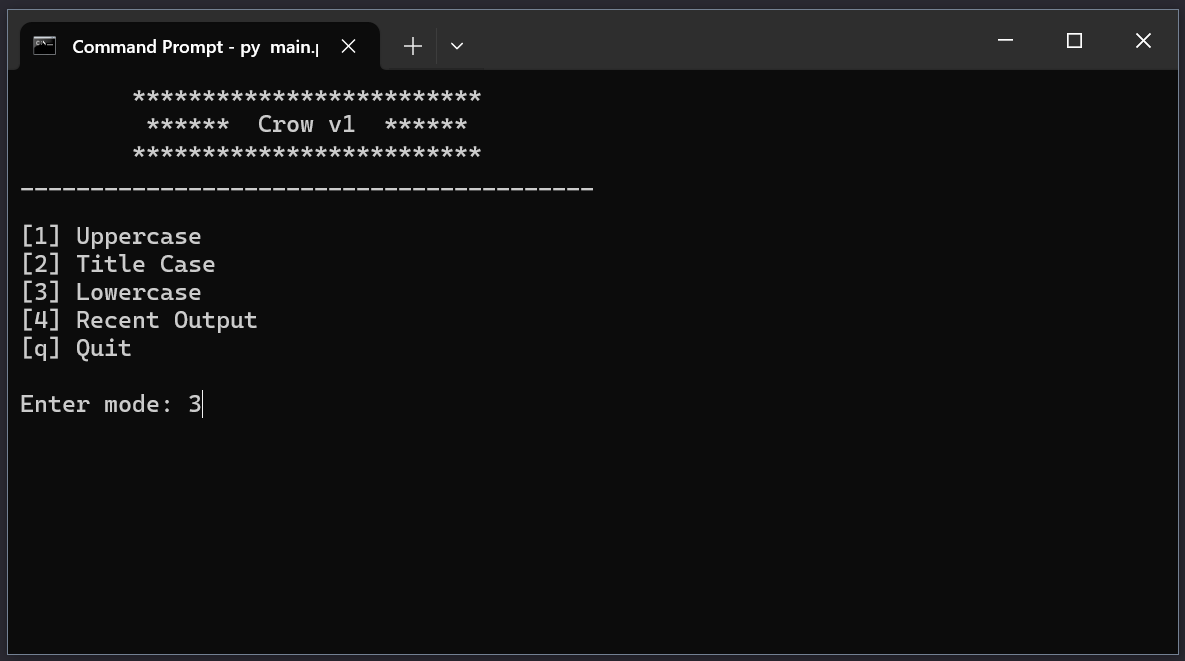 Command Prompt - py  main.p
*************************
******  Crow v1  ******
*************************
_________________________________________
[1] Uppercase
[2] Title Case
[3] Lowercase
[4] Recent Output
[q] Quit
Enter mode: 3